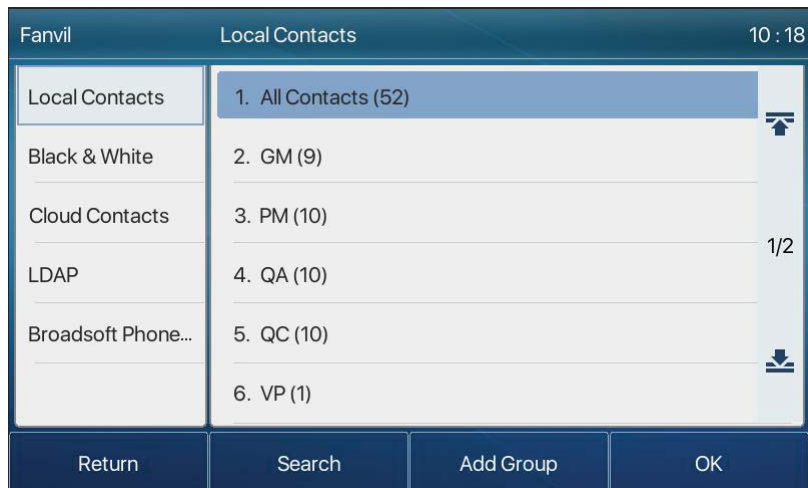 Fanvil Local Contacts 10 : 18
Local Contacts
Black & White
Cloud Contacts
LDAP
Broadsoft Phone...
1. All Contacts (52)
2. GM (9)
3. PM (10)
4. QA (10)
5. QC (10)
6. VP (1)
1/2
Return Search Add Group OK